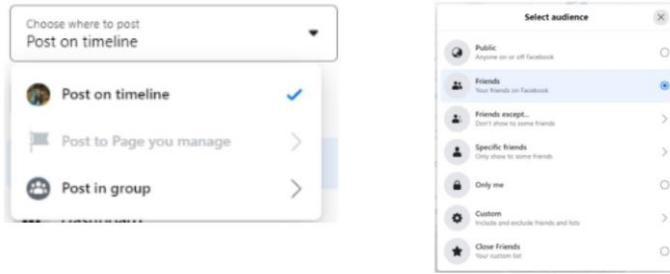 Choose where to post
Post on timeline
Post on timeline
Post to Page you manage
Post in group
Select audience
Public
Anyone on or off Facebook
Friends
Your friends on Facebook
Friends except...
Don't show to some friends
Specific friends
Only show to some friends
Only me
Custom
Include and exclude friends and lists
Close Friends
Your custom list